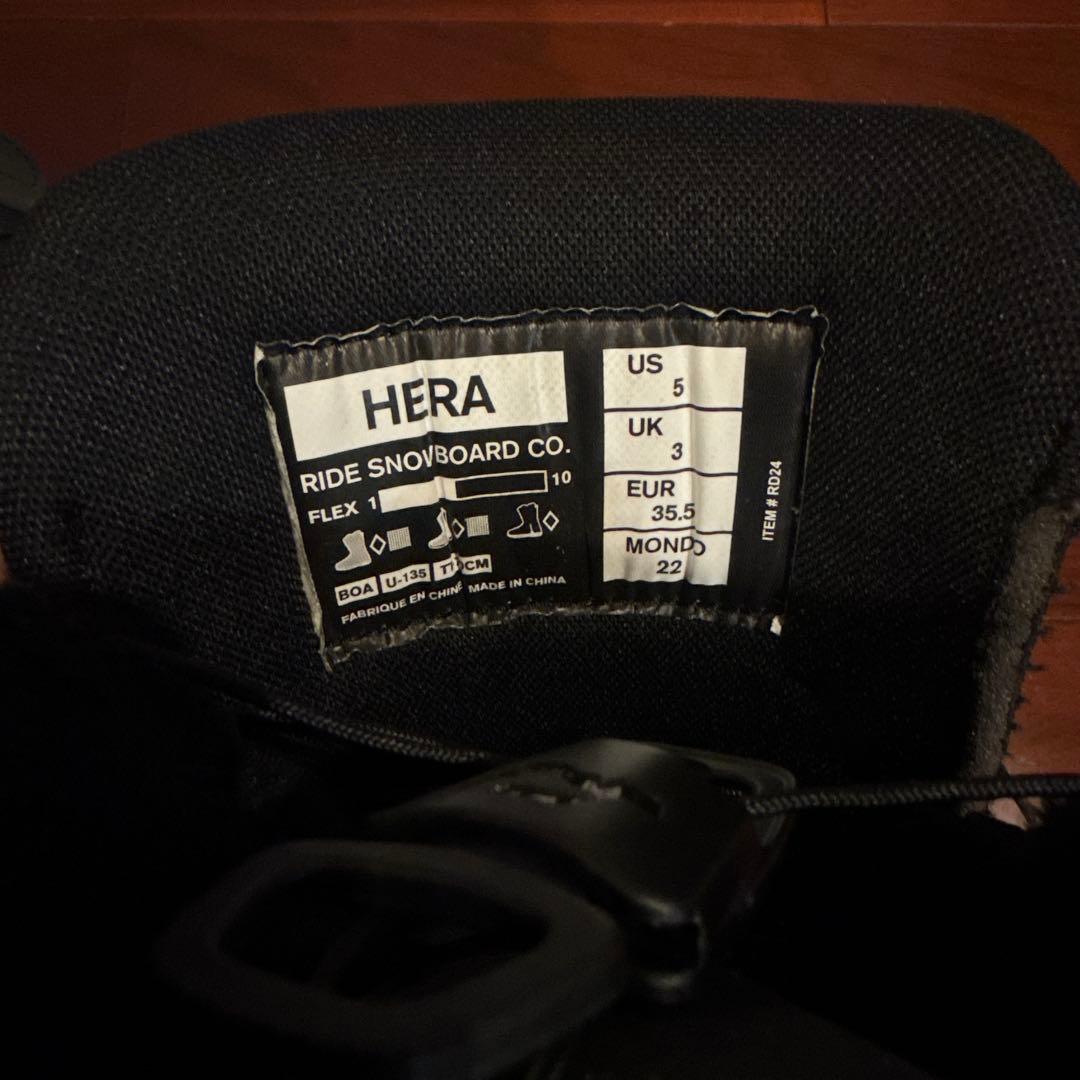 HERA
RIDE SNOWBOARD CO.
FLEX 1 10
BOA U-135
FABRIQUE EN CHINE MADE IN CHINA
US
5
UK
3
EUR
35.5
MONDO
22
ITEM # RD24